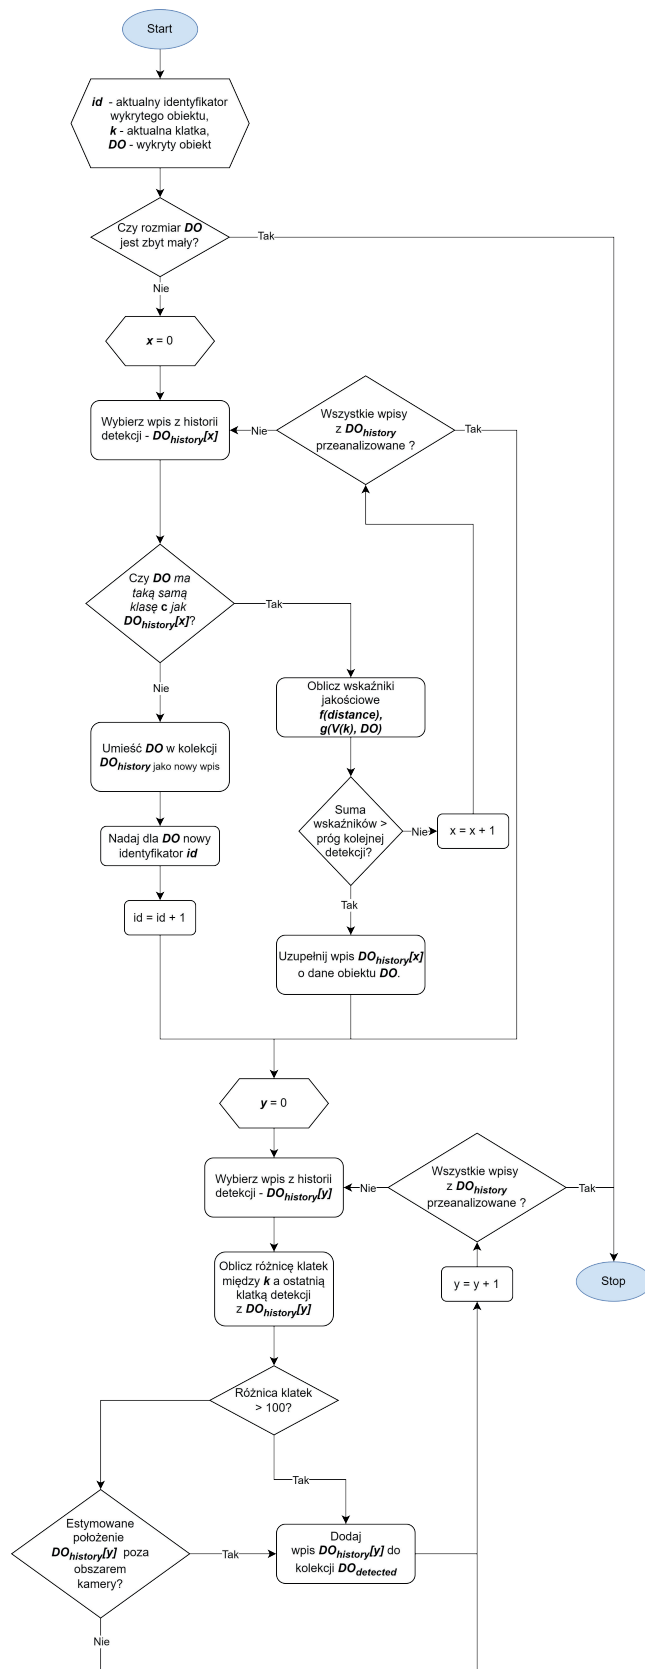 Start
id - aktualny identyfikator
wykrytego obiektu,
k - aktualna klatka,
DO - wykryty obiekt
Czy rozmiar DO
jest zbyt mały?
Tak
Nie
x = 0
Wybierz wpis z historii
detekcji - DOhistory[x]
Nie
Wszystkie wpisy
z DOhistory
przeanalizowane ?
Tak
Czy DO ma
taką samą
klasę c jak
DOhistory[x]?
Tak
Nie
Oblicz wskaźniki
jakościowe
f(distance),
g(V(k), DO)
Umieść DO w kolekcji
DOhistory jako nowy wpis
Suma
wskaźników >
próg kolejnej
detekcji?
Nie
x = x + 1
Nadaj dla DO nowy
identyfikator id
Tak
id = id + 1
Uzupełnij wpis DOhistory[x]
o dane obiektu DO.
y = 0
Wybierz wpis z historii
detekcji - DOhistory[y]
Nie
Wszystkie wpisy
z DOhistory
przeanalizowane ?
Tak
Oblicz różnicę klatek
między k a ostatnią
klatką detekcji
z DOhistory[y]
y = y + 1
Stop
Różnica klatek
> 100?
Tak
Estymowane
położenie
DOhistory[y] poza
obszarem
kamery?
Tak
Dodaj
wpis DOhistory[y] do
kolekcji DOdetected
Nie